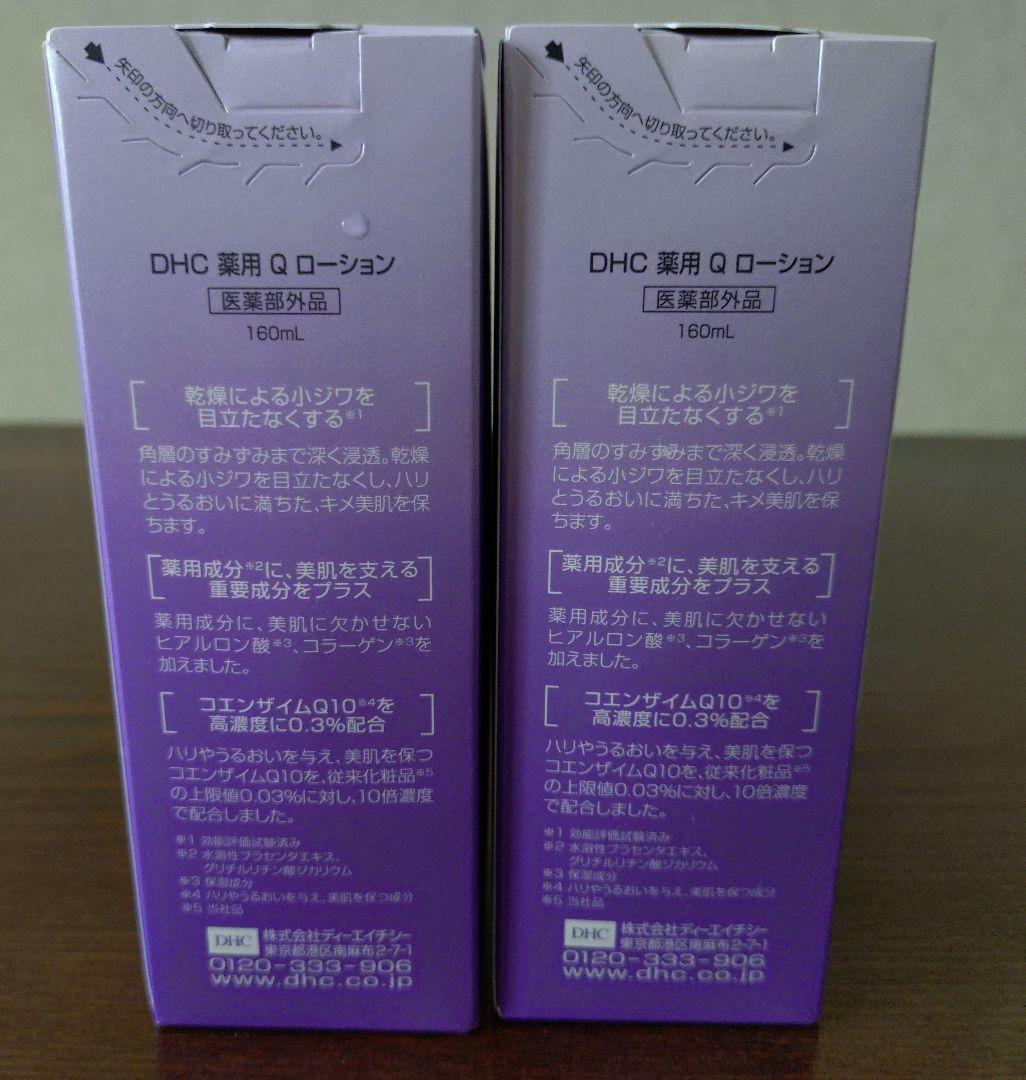 矢印の方向へ切り取ってください。
DHC 薬用 Q ローション
医薬部外品
160mL
乾燥による小ジワを
目立たなくする※1
角層のすみずみまで深く浸透。乾燥
による小ジワを目立たなくし、ハリ
とうるおいに満ちた、キメ美肌を保
ちます。
薬用成分※2に、美肌を支える
重要成分をプラス
薬用成分に、美肌に欠かせない
ヒアルロン酸※3、コラーゲン※3を
加えました。
コエンザイムQ10※4を
高濃度に0.3%配合
ハリやうるおいを与え、美肌を保つ
コエンザイムQ10を、従来化粧品※5
の上限値0.03%に対し、10倍濃度
で配合しました。
※1 効能評価試験済み
※2 水溶性プラセンタエキス、
グリチルリチン酸ジカリウム
※3 保湿成分
※4 ハリやうるおいを与え、美肌を保つ成分
※5 当社品
DHC 株式会社ディーエイチシー
東京都港区南麻布2-7-1
0120-333-906
www.dhc.co.jp
矢印の方向へ切り取ってください。
DHC 薬用 Q ローション
医薬部外品
160mL
乾燥による小ジワを
目立たなくする※1
角層のすみずみまで深く浸透。乾燥
による小ジワを目立たなくし、ハリ
とうるおいに満ちた、キメ美肌を保
ちます。
薬用成分※2に、美肌を支える
重要成分をプラス
薬用成分に、美肌に欠かせない
ヒアルロン酸※3、コラーゲン※3を
加えました。
コエンザイムQ10※4を
高濃度に0.3%配合
ハリやうるおいを与え、美肌を保つ
コエンザイムQ10を、従来化粧品※5
の上限値0.03%に対し、10倍濃度
で配合しました。
※1 効能評価試験済み
※2 水溶性プラセンタエキス、
グリチルリチン酸ジカリウム
※3 保湿成分
※4 ハリやうるおいを与え、美肌を保つ成分
※5 当社品
DHC 株式会社ディーエイチシー
東京都港区南麻布2-7-1
0120-333-906
www.dhc.co.jp